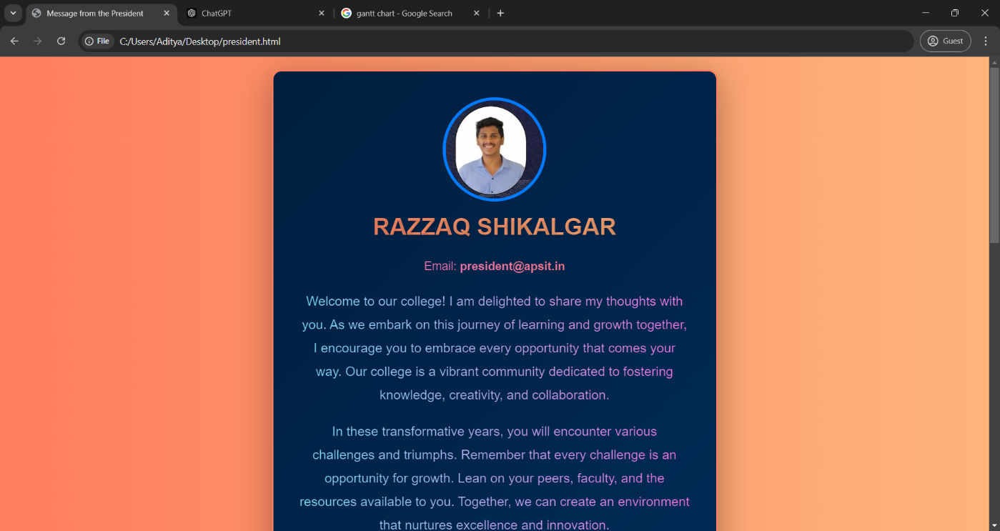 Message from the President
ChatGPT
gantt chart - Google Search
File
C:/Users/Aditya/Desktop/president.html
Guest
RAZZAQ SHIKALGAR
Email: president@apsit.in
Welcome to our college! I am delighted to share my thoughts with
you. As we embark on this journey of learning and growth together,
I encourage you to embrace every opportunity that comes your
way. Our college is a vibrant community dedicated to fostering
knowledge, creativity, and collaboration.
In these transformative years, you will encounter various
challenges and triumphs. Remember that every challenge is an
opportunity for growth. Lean on your peers, faculty, and the
resources available to you. Together, we can create an environment
that nurtures excellence and innovation.